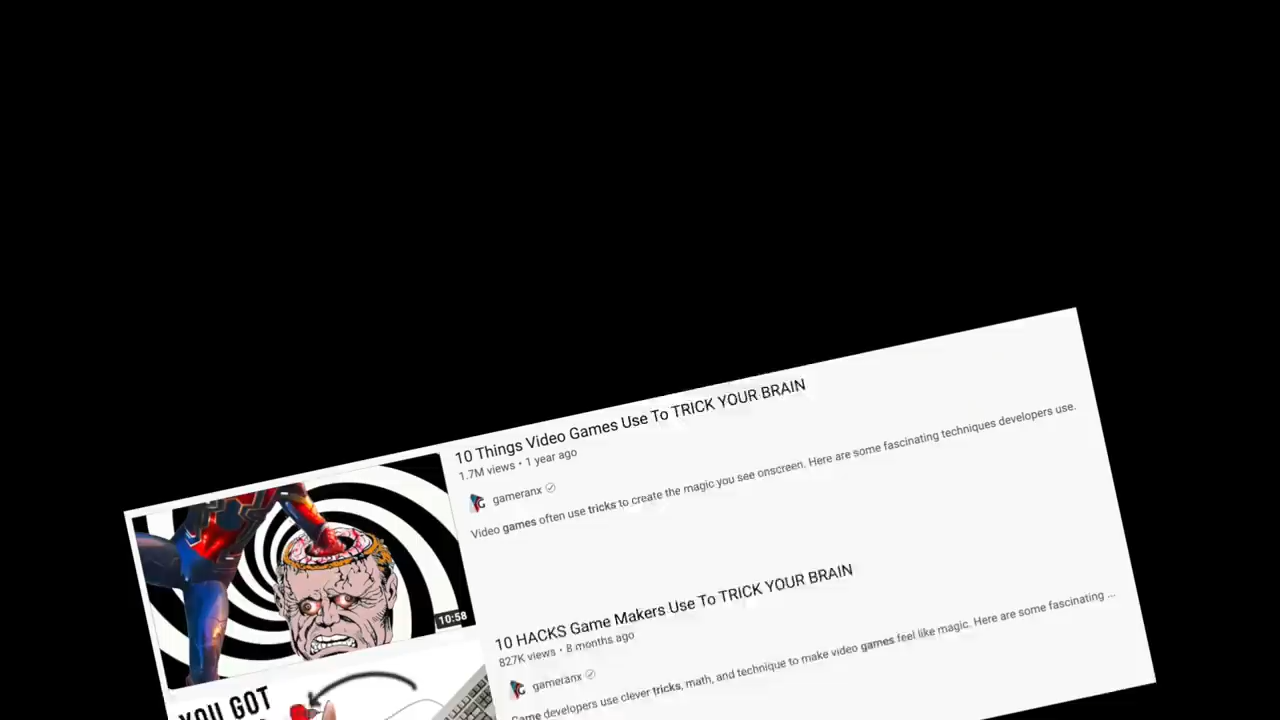 10 Things Video Games Use To TRICK YOUR BRAIN
1.7M views • 1 year ago
gameranx
Video games often use tricks to create the magic you see onscreen. Here are some fascinating techniques developers use.
10:58
10 HACKS Game Makers Use To TRICK YOUR BRAIN
827K views • 8 months ago
gameranx
Game developers use clever tricks, math, and technique to make video games feel like magic. Here are some fascinating ...
YOU GOT